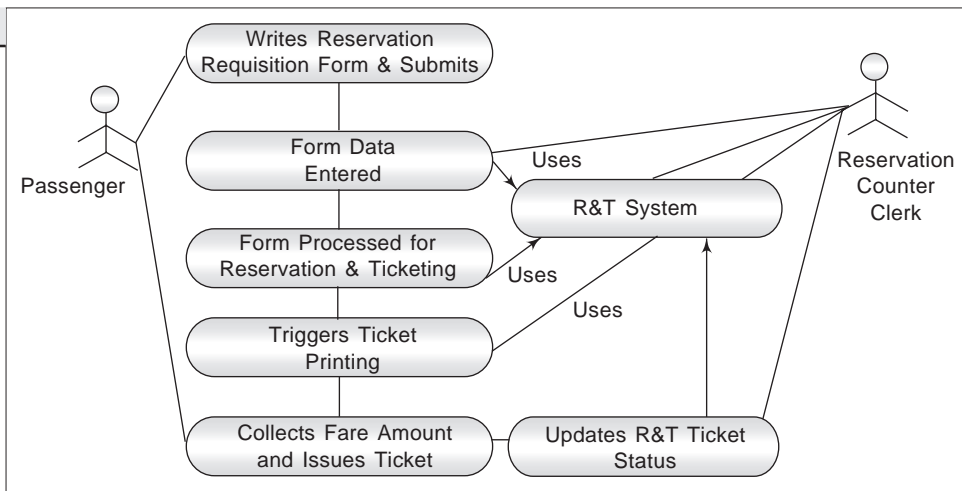 Writes Reservation
Requisition Form & Submits
Passenger
Form Data
Entered
Uses
Reservation
Counter
Clerk
R&T System
Form Processed for
Reservation & Ticketing
Uses
Uses
Triggers Ticket
Printing
Collects Fare Amount
and Issues Ticket
Updates R&T Ticket
Status